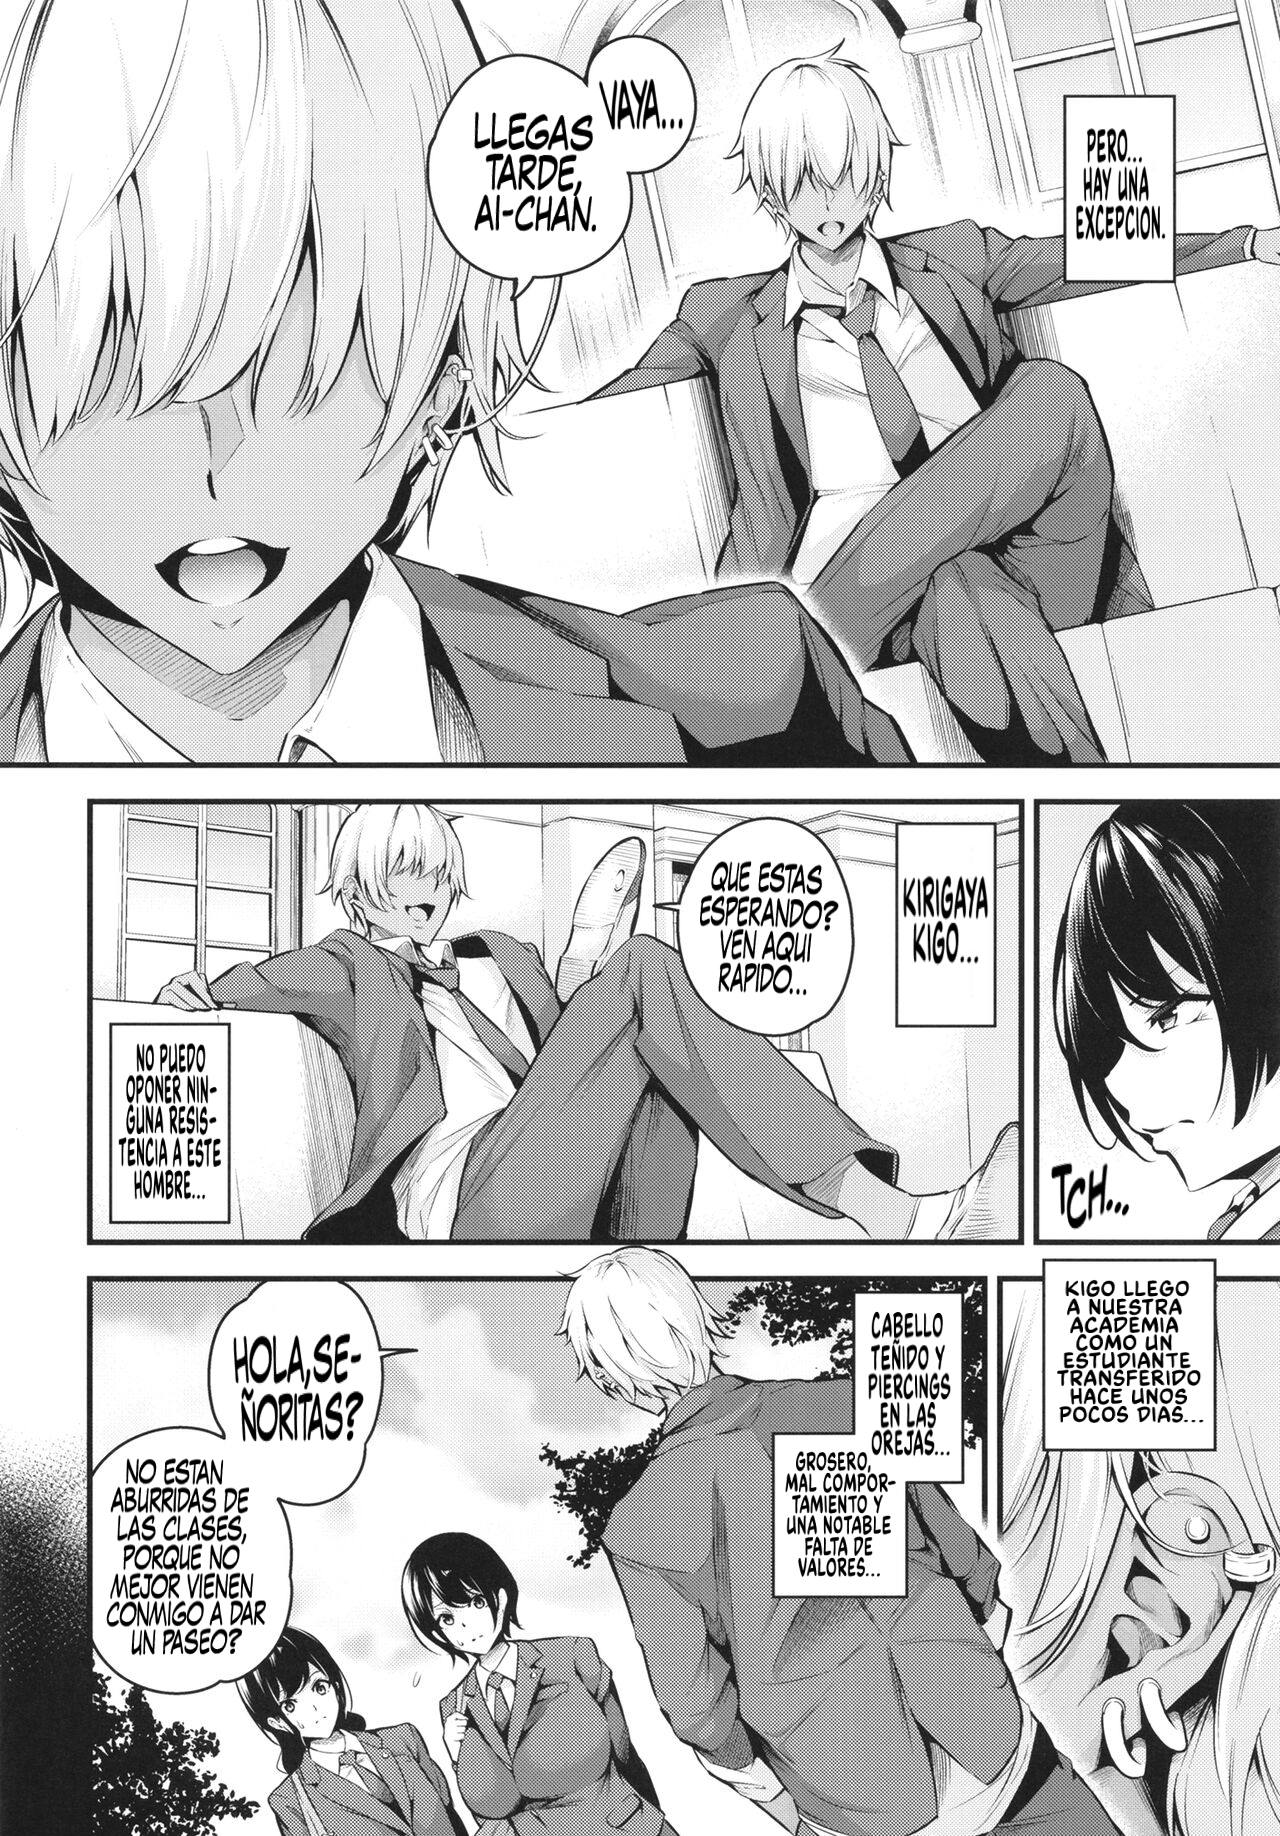 PERO...
HAY UNA
EXCEPCION.
VAYA...
LLEGAS
TARDE,
AI-CHAN.
TCH...
KIRIGAYA
KIGO...
QUE ESTAS
ESPERANDO?
VEN AQUI
RAPIDO...
NO PUEDO
OPONER NIN-
GUNA RESIS-
TENCIA A ESTE
HOMBRE...
KIGO LLEGO
A NUESTRA
ACADEMIA
COMO UN
ESTUDIANTE
TRANSFERIDO
HACE UNOS
POCOS DIAS...
CABELLO
TEÑIDO Y
PIERCINGS
EN LAS
OREJAS...
GROSERO,
MAL COMPOR-
TAMIENTO Y
UNA NOTABLE
FALTA DE
VALORES...
HOLA,SE-
ÑORITAS?
NO ESTAN
ABURRIDAS DE
LAS CLASES,
PORQUE NO
MEJOR VIENEN
CONMIGO A DAR
UN PASEO?